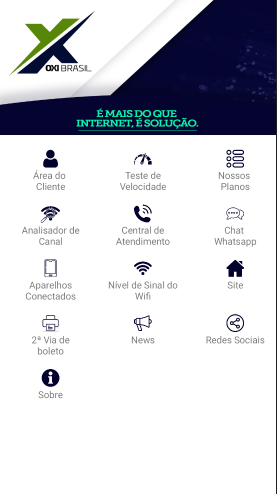 OXI BRASIL
É MAIS DO QUE
INTERNET, É SOLUÇÃO.
Área do
Cliente
Teste de
Velocidade
Nossos
Planos
Analisador de
Canal
Central de
Atendimento
Chat
Whatsapp
Aparelhos
Conectados
Nível de Sinal do
Wifi
Site
2ª Via de
boleto
News
Redes Sociais
Sobre